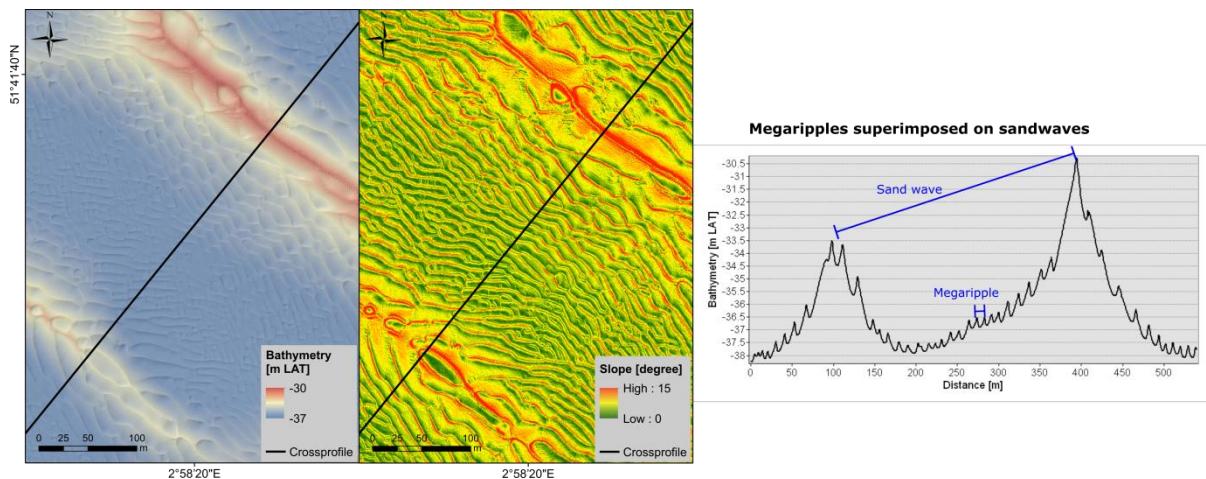 N
51°41'40"N
Bathymetry
[m LAT]
-30
-37
0 25 50 100
m
Crossprofile
2°58'20"E
N
Slope [degree]
High : 15
Low : 0
0 25 50 100
m
Crossprofile
2°58'20"E
Megaripples superimposed on sandwaves
Bathymetry [m LAT]
-30.5
-31
-31.5
-32
-32.5
-33
-33.5
-34
-34.5
-35
-35.5
-36
-36.5
-37
-37.5
-38
Sand wave
Megaripple
0 50 100 150 200 250 300 350 400 450 500
Distance [m]